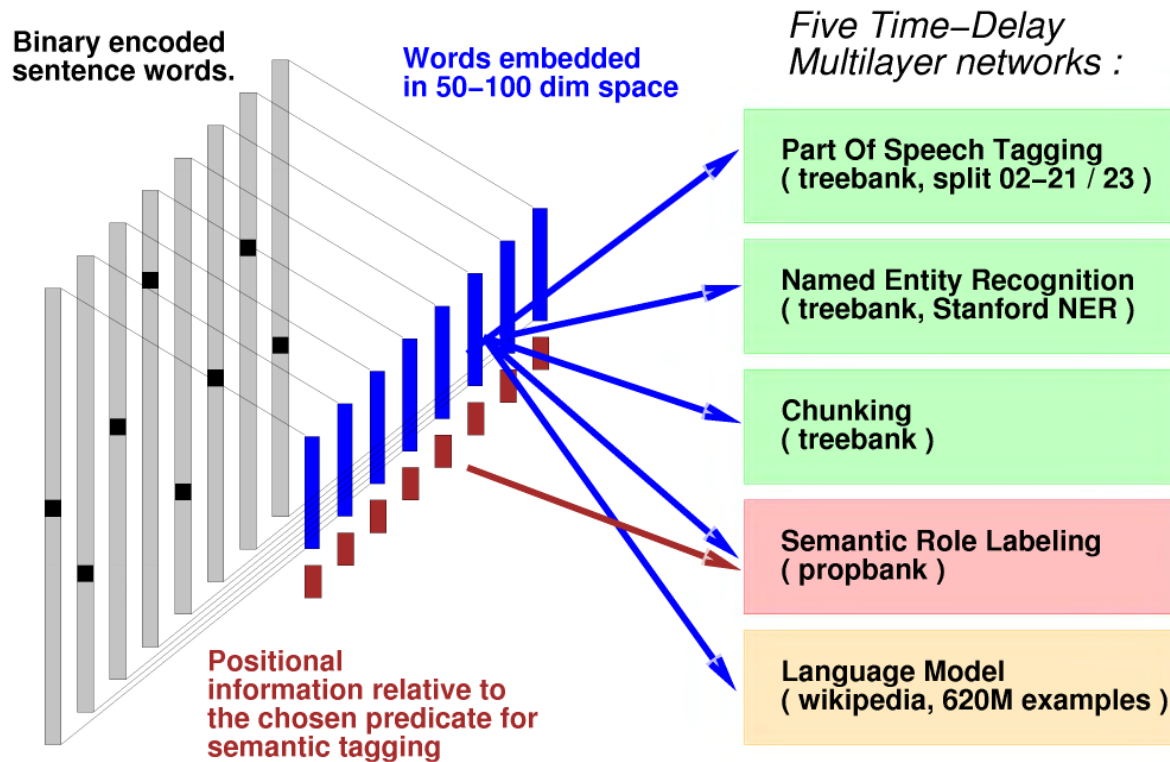 Binary encoded
sentence words.
Words embedded
in 50−100 dim space
Five Time−Delay
Multilayer networks :
Part Of Speech Tagging
( treebank, split 02−21 / 23 )
Named Entity Recognition
( treebank, Stanford NER )
Chunking
( treebank )
Semantic Role Labeling
( propbank )
Language Model
( wikipedia, 620M examples )
Positional
information relative to
the chosen predicate for
semantic tagging